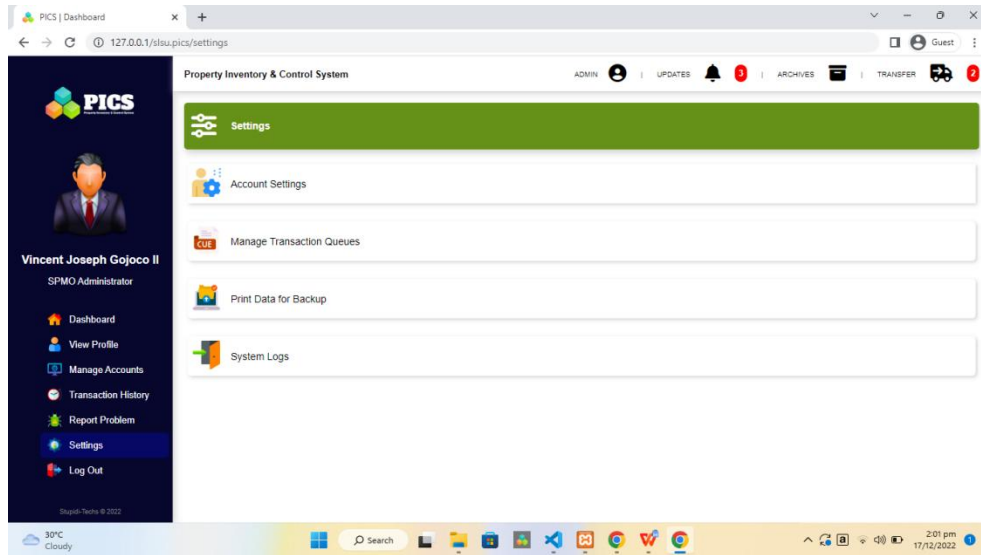 PICS | Dashboard
127.0.0.1/slsu.pics/settings
Guest
PICS
Property Inventory & Control System
ADMIN | UPDATES 3 | ARCHIVES | TRANSFER 2
Settings
Account Settings
CUE
Manage Transaction Queues
Print Data for Backup
System Logs
Vincent Joseph Gojoco II
SPMO Administrator
Dashboard
View Profile
Manage Accounts
Transaction History
Report Problem
Settings
Log Out
Stupid-Techs © 2022
30°C
Cloudy
Search
2:01 pm
17/12/2022
1